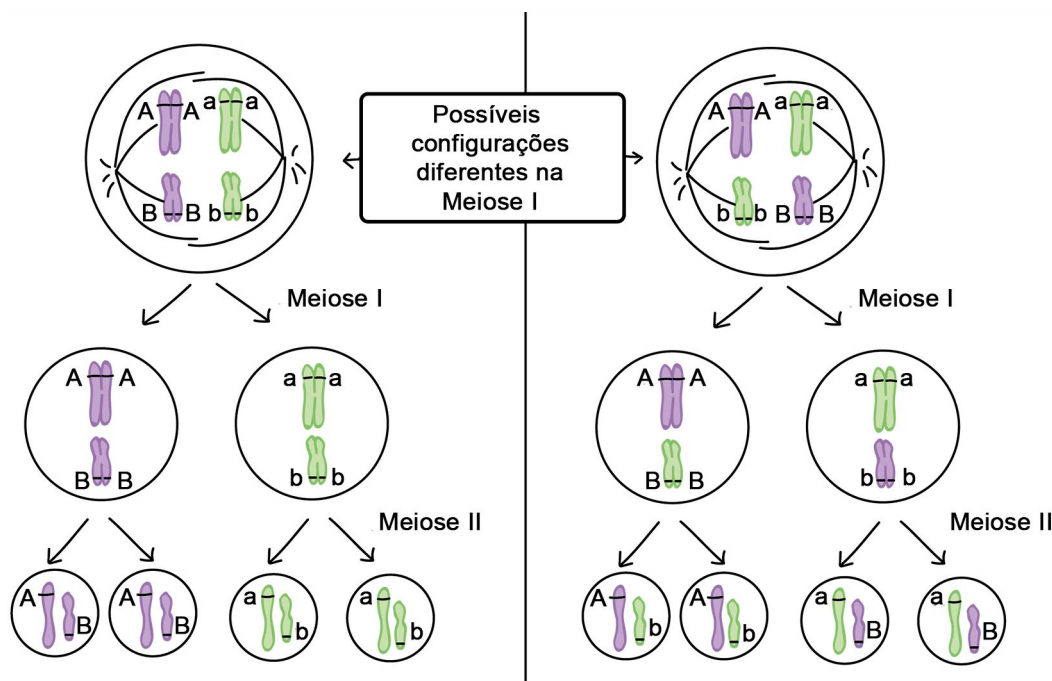 A A a a
B B b b
Possíveis
configurações
diferentes na
Meiose I
A A a a
b b B B
Meiose I
Meiose I
A A
a a
B B
b b
A A
a a
B B
b b
Meiose II
Meiose II
A
B
A
B
a
b
a
b
A
b
A
b
a
B
a
B